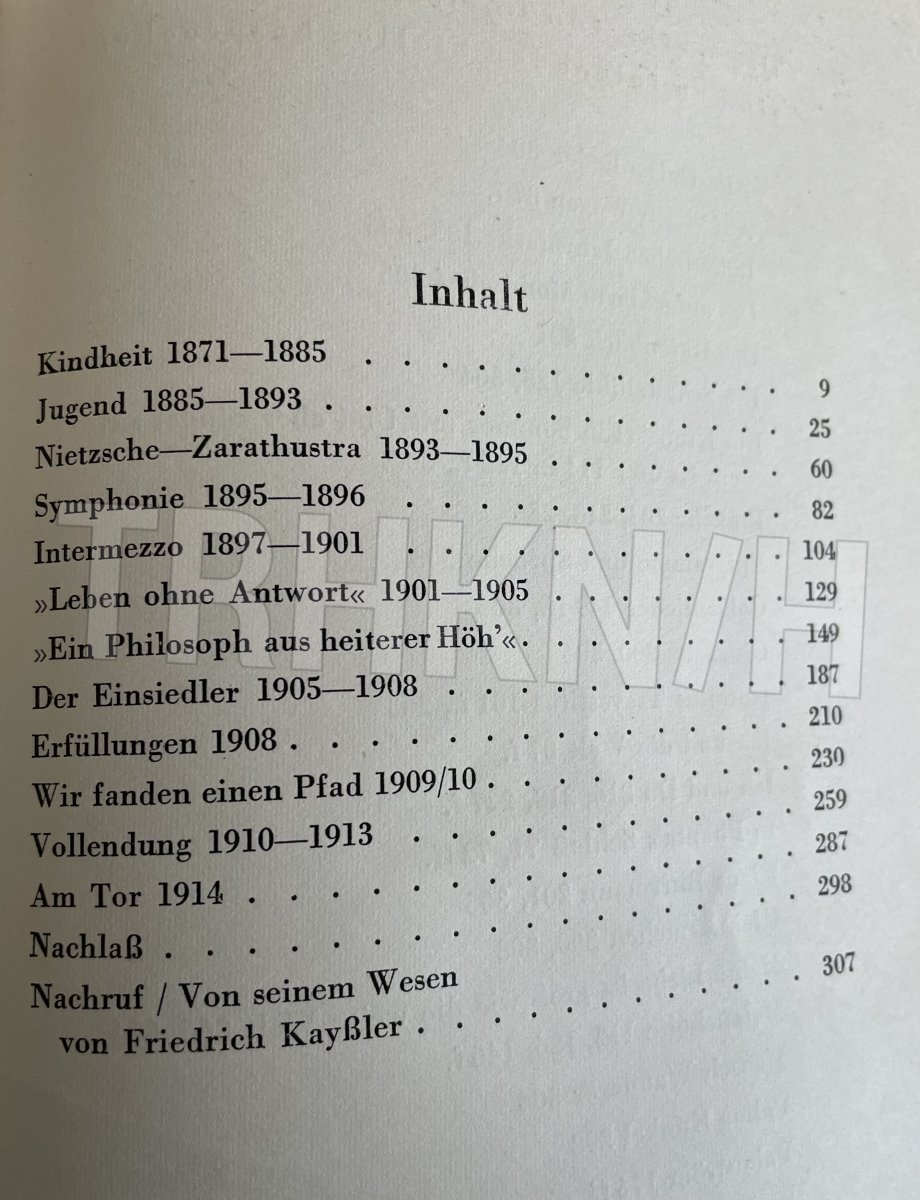 Inhalt
Kindheit 1871—1885 . . . . . . . . . . . . 9
Jugend 1885—1893 . . . . . . . . . . . . . 25
Nietzsche—Zarathustra 1893—1895 . . . . . . . . 60
Symphonie 1895—1896 . . . . . . . . . . . 82
Intermezzo 1897—1901 . . . . . . . . . . . 104
»Leben ohne Antwort« 1901—1905 . . . . . . . 129
»Ein Philosoph aus heiterer Höh’« . . . . . . . . 149
Der Einsiedler 1905—1908 . . . . . . . . . . 187
Erfüllungen 1908 . . . . . . . . . . . . . 210
Wir fanden einen Pfad 1909/10 . . . . . . . . . 230
Vollendung 1910—1913 . . . . . . . . . . . 259
Am Tor 1914 . . . . . . . . . . . . . . 287
Nachlaß . . . . . . . . . . . . . . . . 298
Nachruf / Von seinem Wesen
von Friedrich Kayßler . . . . . . . . . . . 307
TRHKN/H